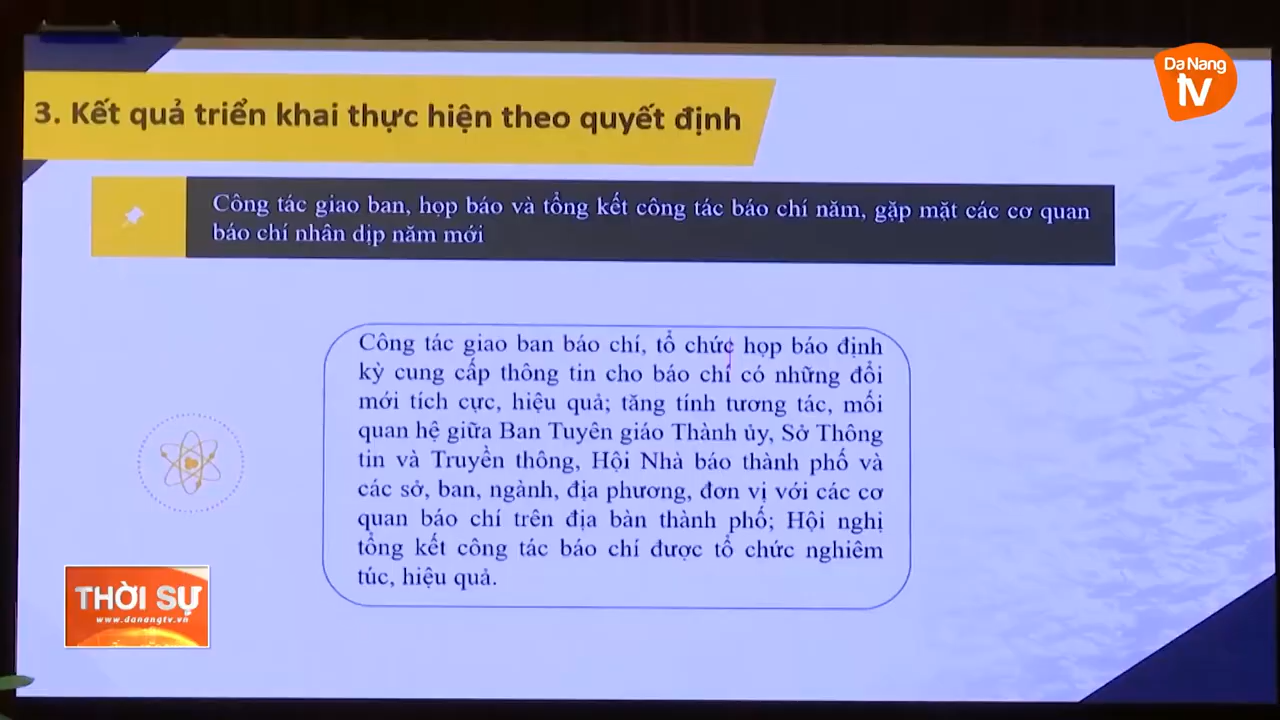 Da Nang
tv
3. Kết quả triển khai thực hiện theo quyết định
Công tác giao ban, họp báo và tổng kết công tác báo chí năm, gặp mặt các cơ quan
báo chí nhân dịp năm mới
Công tác giao ban báo chí, tổ chức họp báo định
kỳ cung cấp thông tin cho báo chí có những đổi
mới tích cực, hiệu quả; tăng tính tương tác, mối
quan hệ giữa Ban Tuyên giáo Thành ủy, Sở Thông
tin và Truyền thông, Hội Nhà báo thành phố và
các sở, ban, ngành, địa phương, đơn vị với các cơ
quan báo chí trên địa bàn thành phố; Hội nghị
tổng kết công tác báo chí được tổ chức nghiêm
túc, hiệu quả.
THỜI SỰ
www.danangtv.vn